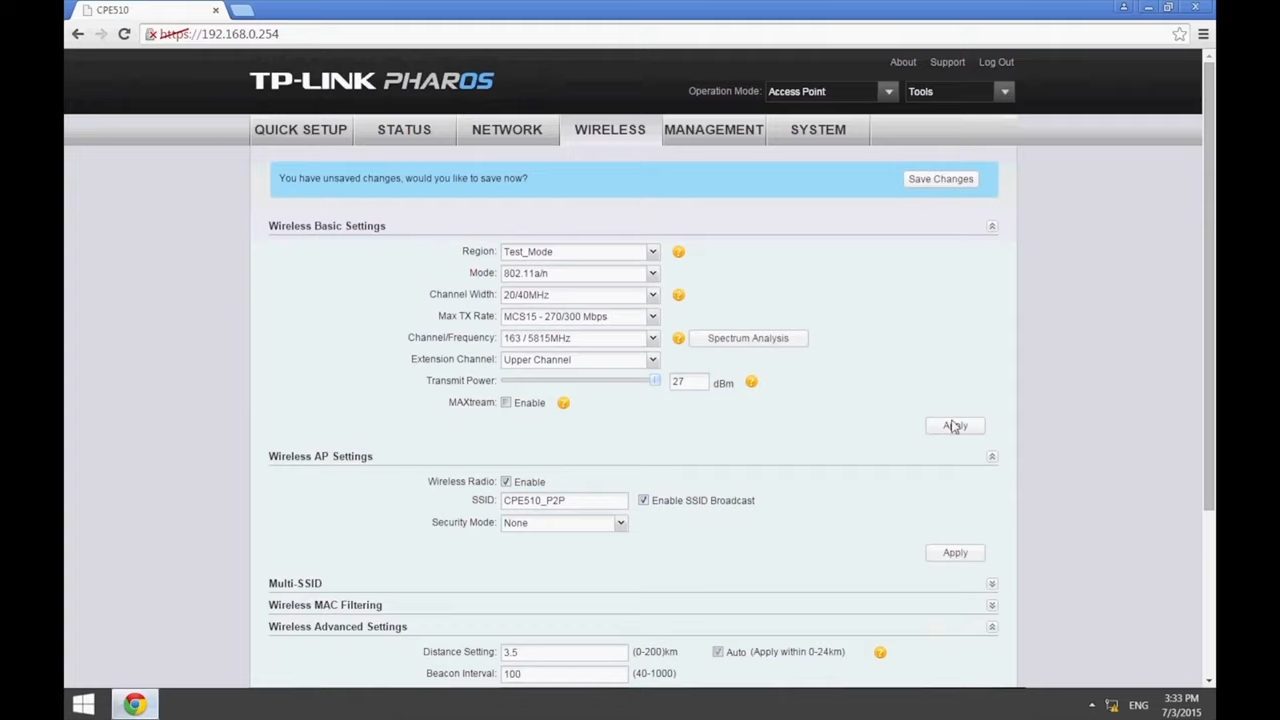 CPE510
https://192.168.0.254
About Support Log Out
TP-LINK PHAROS
Operation Mode: Access Point Tools
QUICK SETUP STATUS NETWORK WIRELESS MANAGEMENT SYSTEM
You have unsaved changes, would you like to save now? Save Changes
Wireless Basic Settings
Region: Test_Mode
Mode: 802.11a/n
Channel Width: 20/40MHz
Max TX Rate: MCS15 - 270/300 Mbps
Channel/Frequency: 163 / 5815MHz Spectrum Analysis
Extension Channel: Upper Channel
Transmit Power: 27 dBm
MAXtream: Enable
Apply
Wireless AP Settings
Wireless Radio: Enable
SSID: CPE510_P2P Enable SSID Broadcast
Security Mode: None
Apply
Multi-SSID
Wireless MAC Filtering
Wireless Advanced Settings
Distance Setting: 3.5 (0-200)km Auto (Apply within 0-24km)
Beacon Interval: 100 (40-1000)
ENG 3:33 PM
7/3/2015